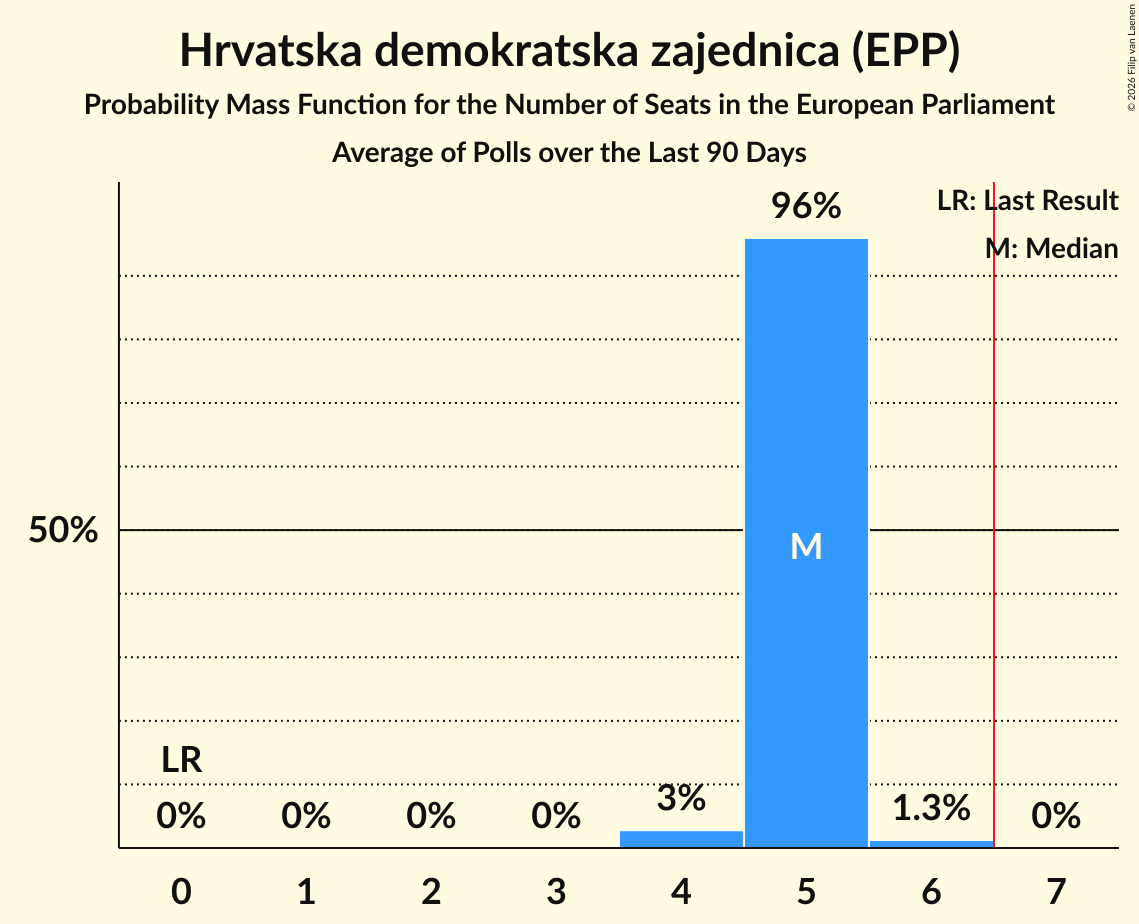 Hrvatska demokratska zajednica (EPP)
Probability Mass Function for the Number of Seats in the European Parliament
Average of Polls over the Last 90 Days
© 2026 Filip van Laenen
LR: Last Result
M: Median
96%
50%
M
LR
0%
0%
0%
0%
3%
1.3%
0%
0
1
2
3
4
5
6
7